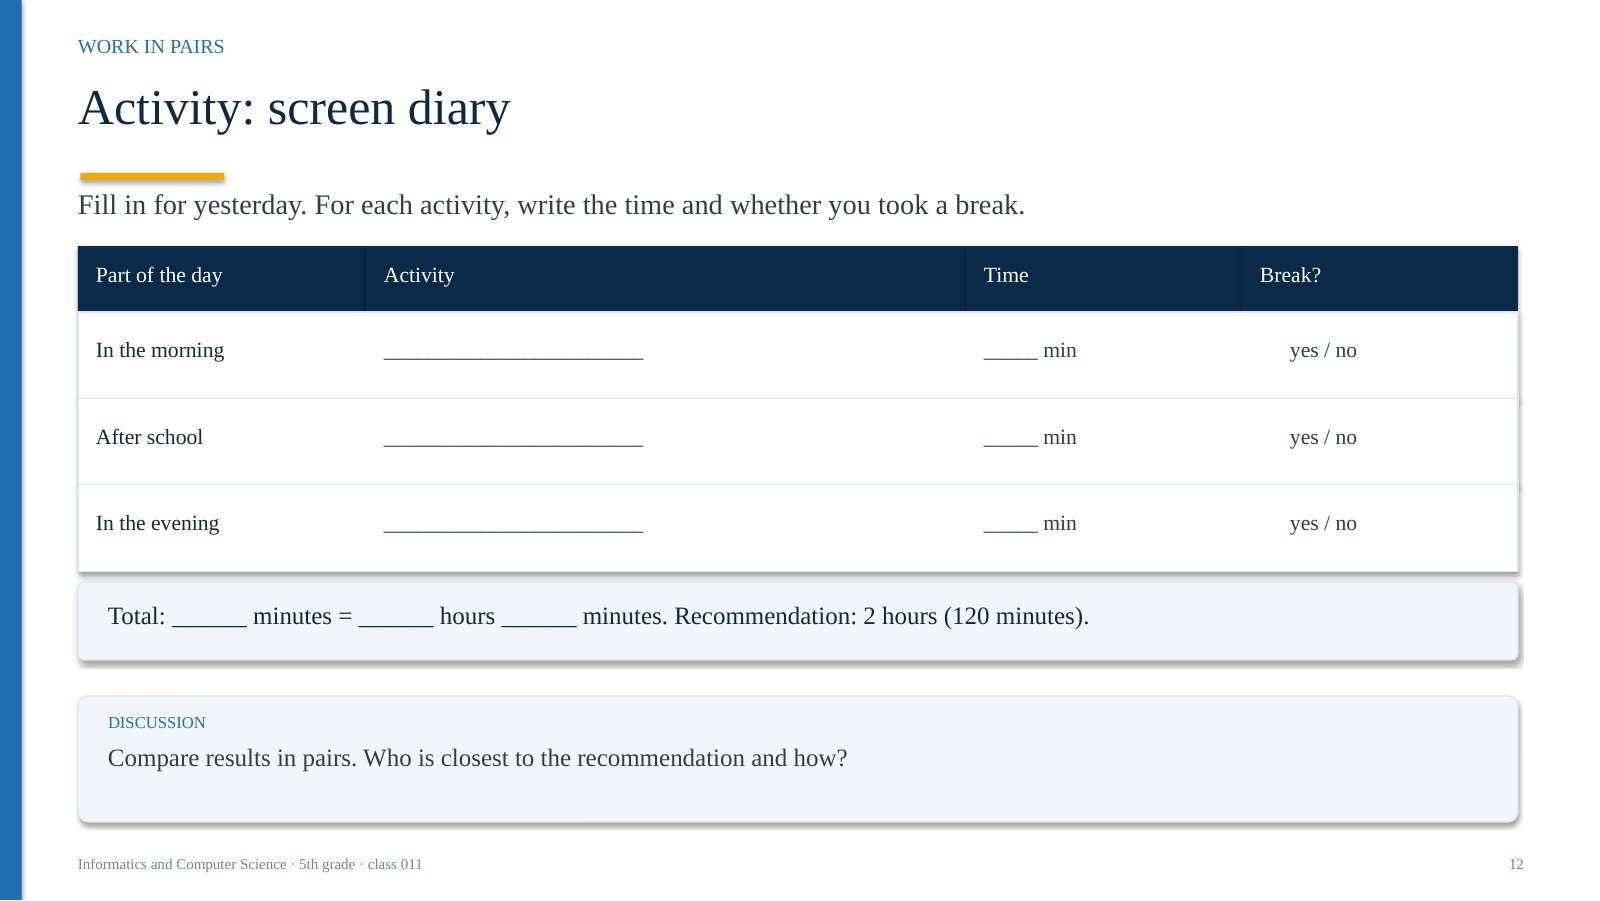 WORK IN PAIRS
Activity: screen diary
Fill in for yesterday. For each activity, write the time and whether you took a break.
Part of the day Activity Time Break?
In the morning ________________________ _____ min yes / no
After school ________________________ _____ min yes / no
In the evening ________________________ _____ min yes / no
Total: ______ minutes = ______ hours ______ minutes. Recommendation: 2 hours (120 minutes).
DISCUSSION
Compare results in pairs. Who is closest to the recommendation and how?
Informatics and Computer Science · 5th grade · class 011 12